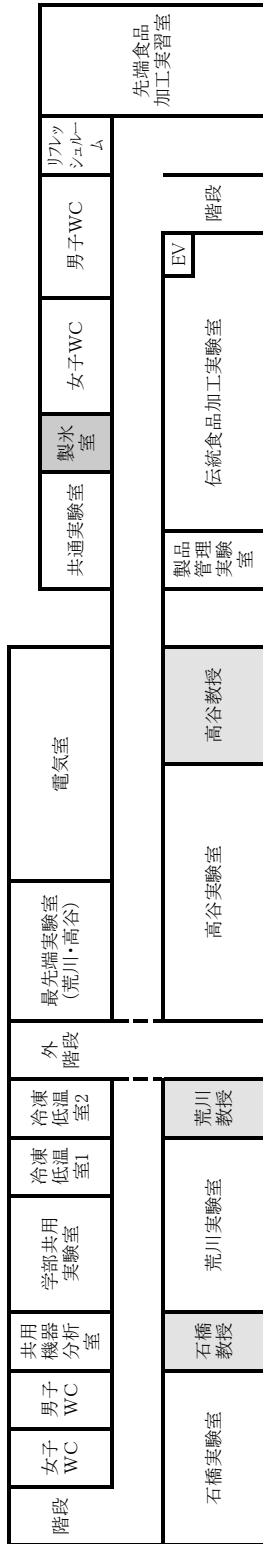 階段
女子
WC
男子
WC
共用
機器
分析
室
学部共用
実験室
冷凍
低温
室1
冷凍
低温
室2
外
階段
最先端実験室
(荒川・高谷)
電気室
共通実験室
製氷
室
女子WC
男子WC
リフレッ
シュルー
ム
先端食品
加工実習室
石橋実験室
石橋
教授
荒川実験室
荒川
教授
高谷実験室
高谷教授
製品
管理
実験
室
伝統食品加工実験室
EV
階段